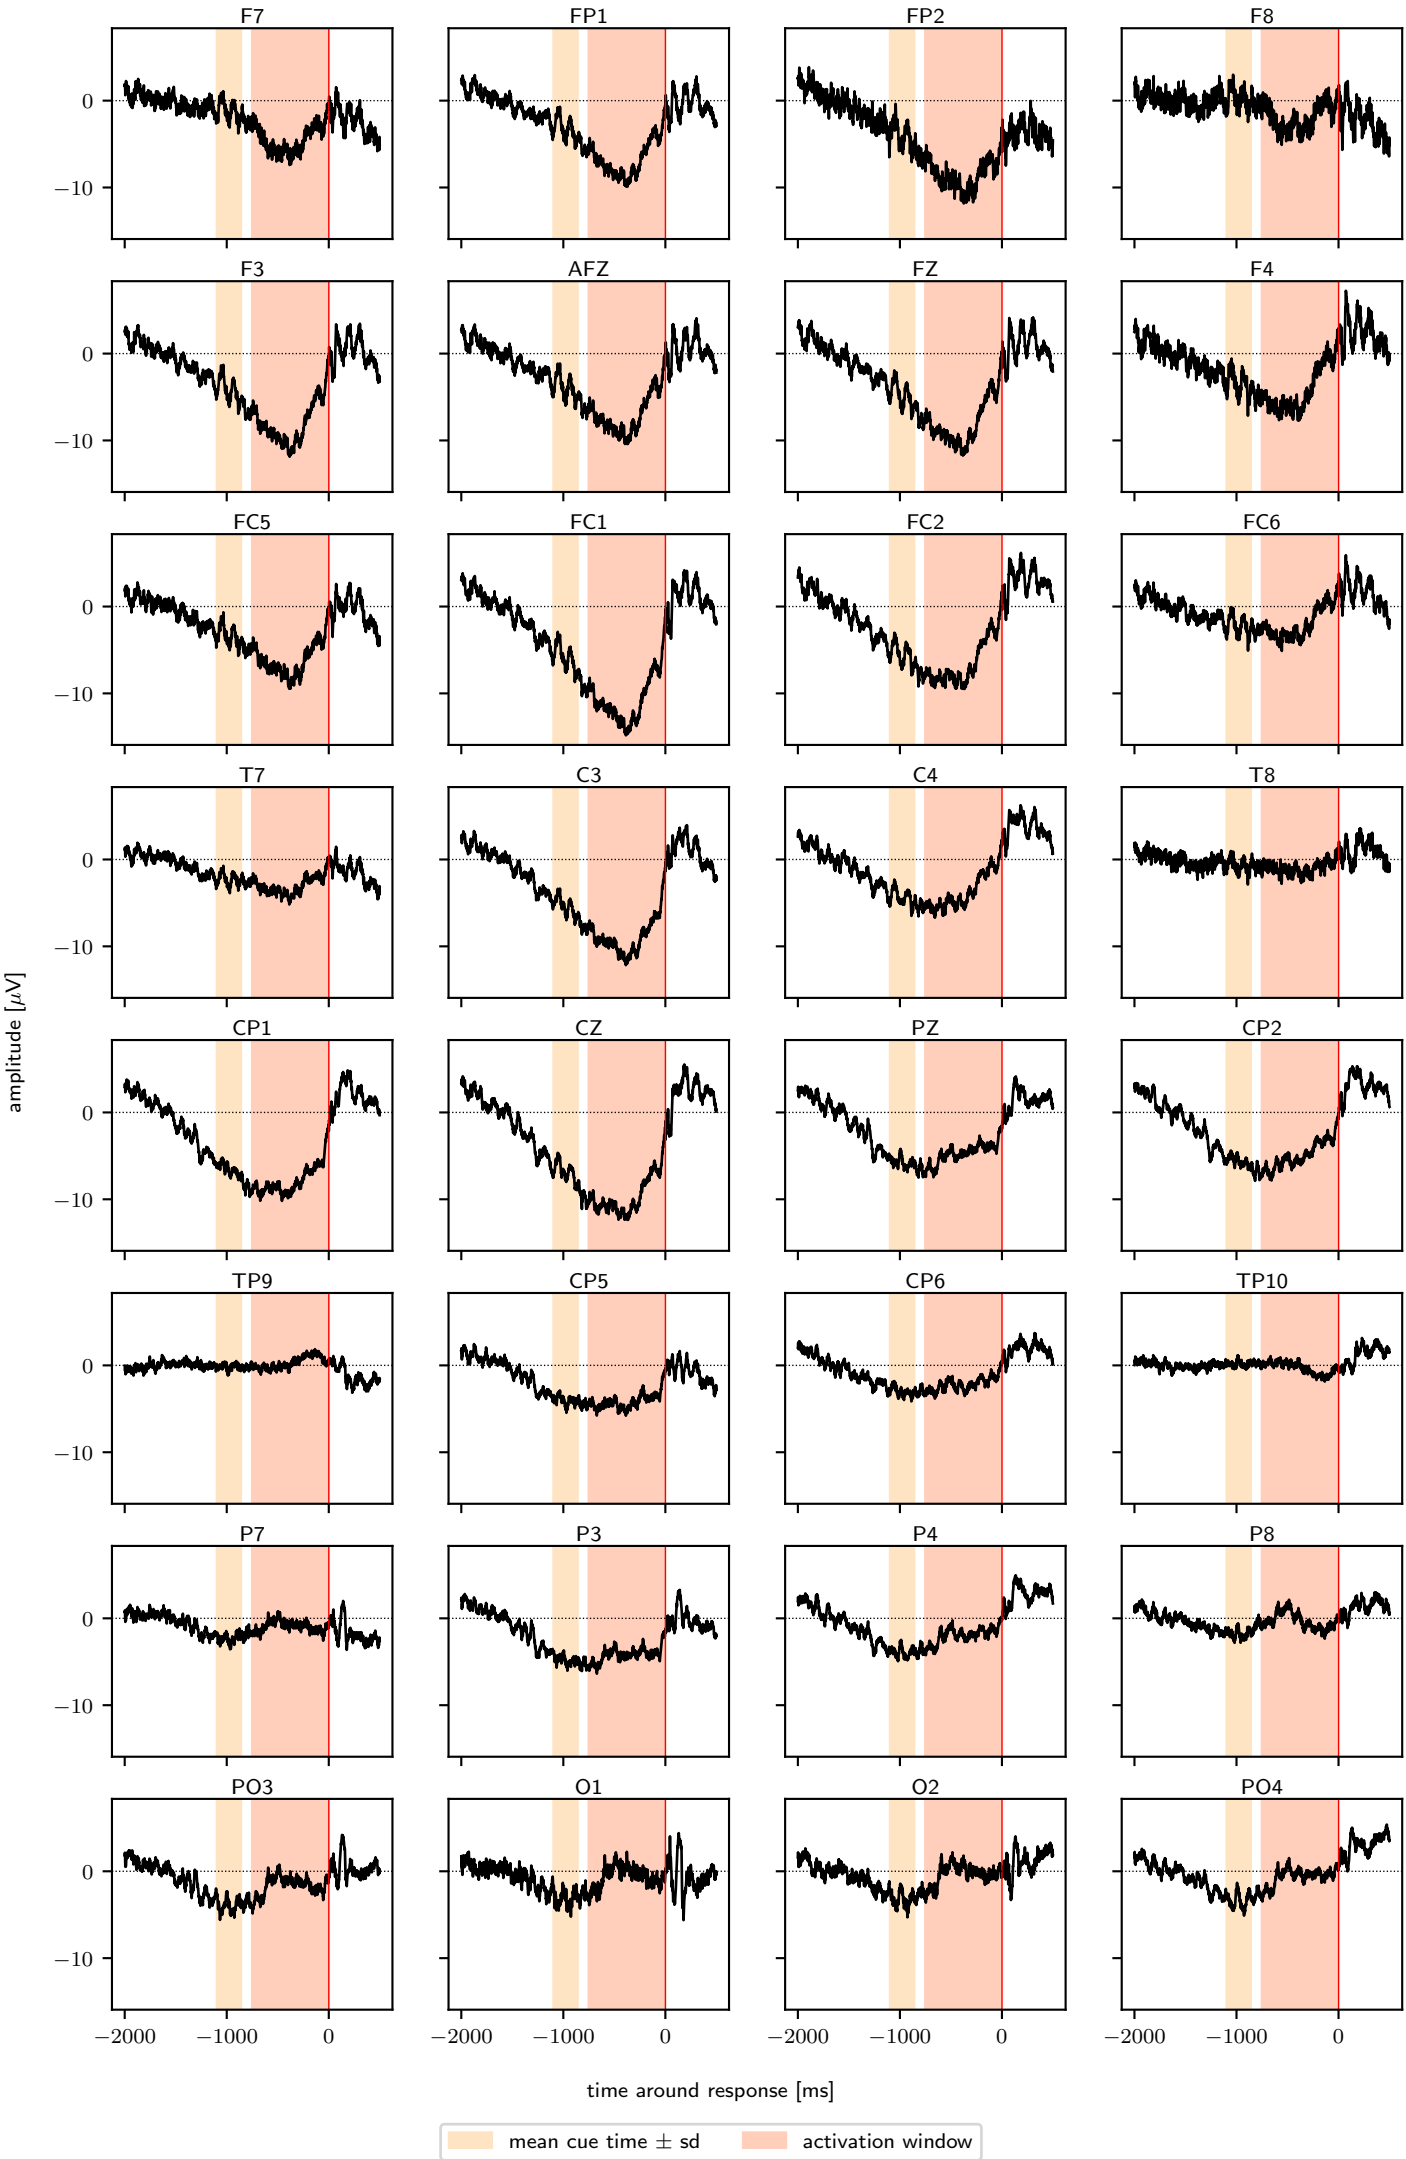 F7 FP1 FP2 F8
0
−10
F3 AFZ FZ F4
0
−10
FC5 FC1 FC2 FC6
0
−10
T7 C3 C4 T8
0
−10
amplitude [μV]
CP1 CZ PZ CP2
0
−10
TP9 CP5 CP6 TP10
0
−10
P7 P3 P4 P8
0
−10
PO3 O1 O2 PO4
0
−10
−2000 −1000 0 −2000 −1000 0 −2000 −1000 0 −2000 −1000 0
time around response [ms]
mean cue time ± sd activation window